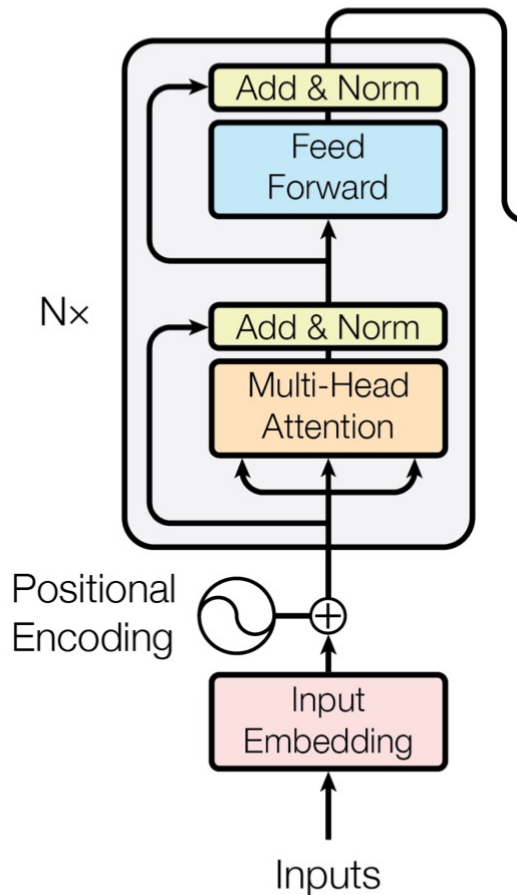 Add & Norm
Feed
Forward
N×
Add & Norm
Multi-Head
Attention
Positional
Encoding
Input
Embedding
Inputs